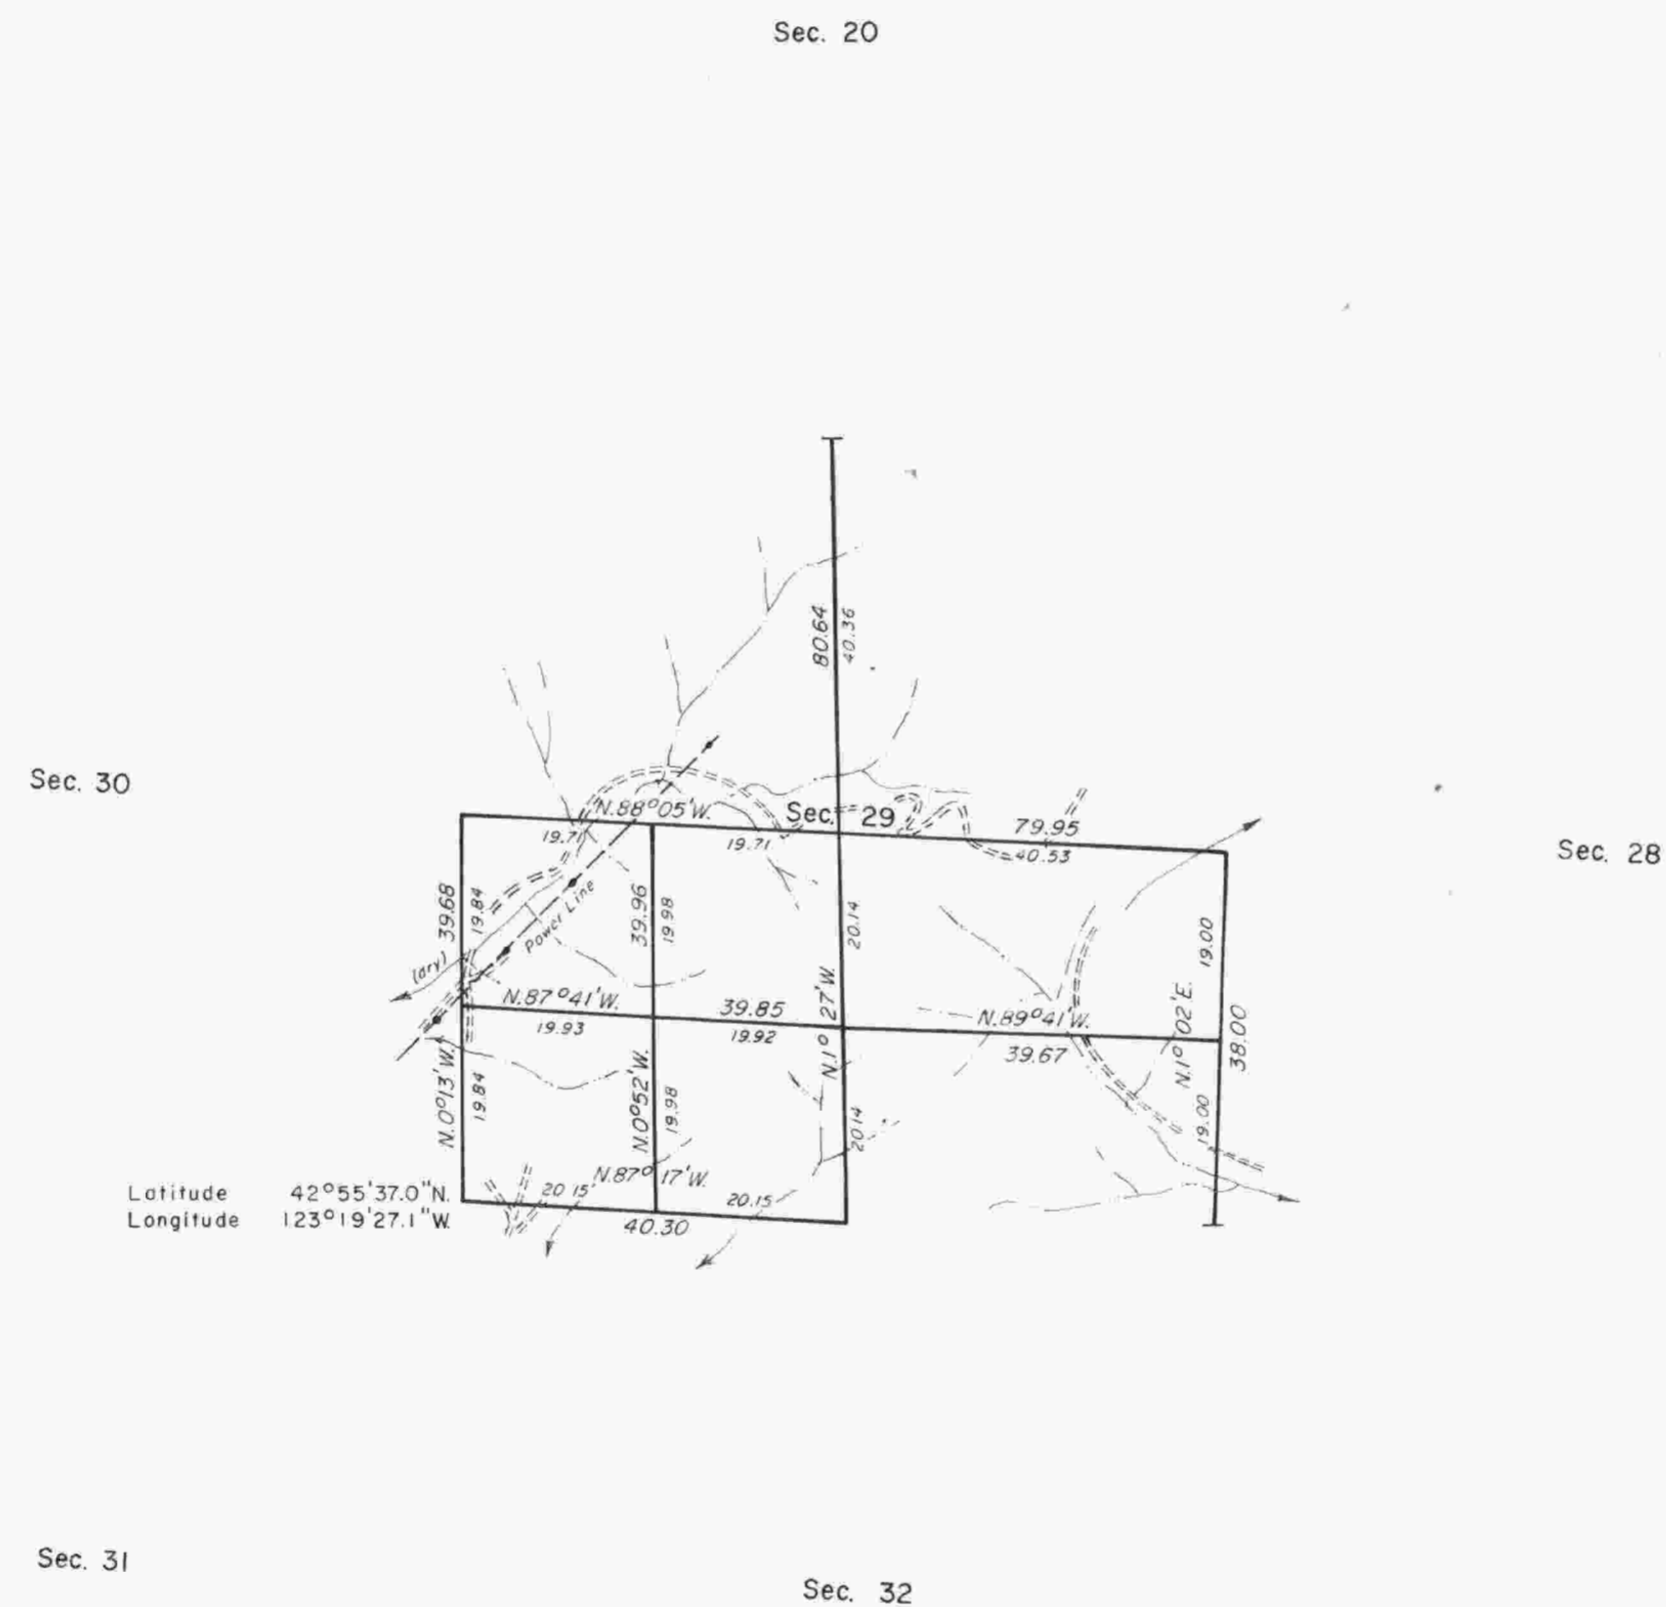 Sec. 20
80.64
40.36
Sec. 30
N.88°05'W.
Sec. 29
79.95
19.71
19.71
40.53
Sec. 28
39.68
19.84
Power Line
39.96
19.98
20.14
19.00
(dry)
N.87°41'W.
39.85
N.1°27'W.
N.89°41'W.
N.1°02'E.
38.00
19.93
19.92
39.67
N.0°13'W.
19.84
N.0°52'W.
19.98
20.14
19.00
N.87°17'W.
Latitude 42°55'37.0"N.
20.15
20.15
Longitude 123°19'27.1"W.
40.30
Sec. 31
Sec. 32